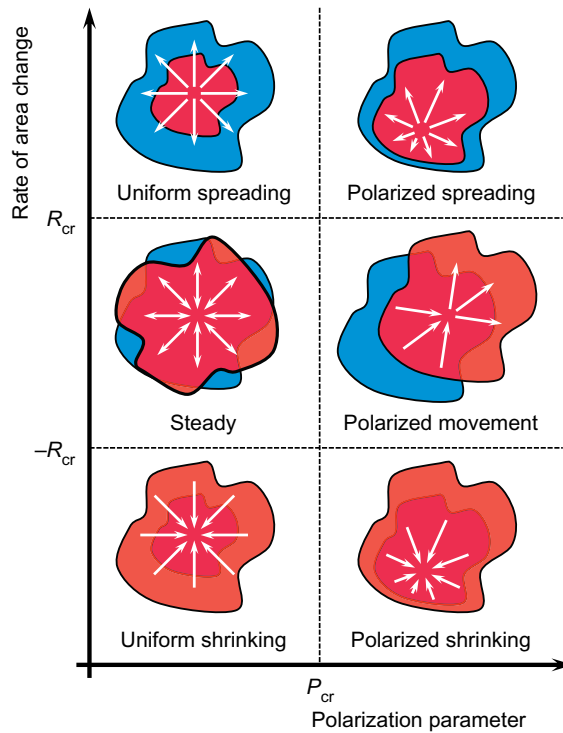 Rate of area change
Uniform spreading
Polarized spreading
Rcr
Steady
Polarized movement
–Rcr
Uniform shrinking
Polarized shrinking
Pcr
Polarization parameter